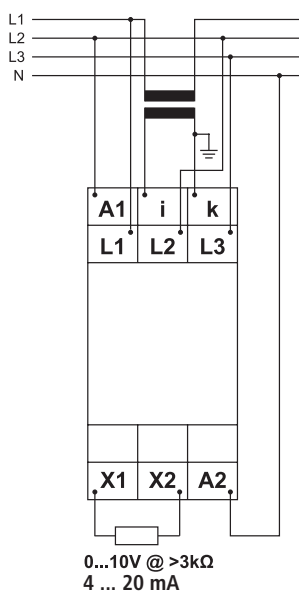 L1
L2
L3
N
A1 i k
L1 L2 L3
X1 X2 A2
0...10V @ >3kΩ
4 ... 20 mA